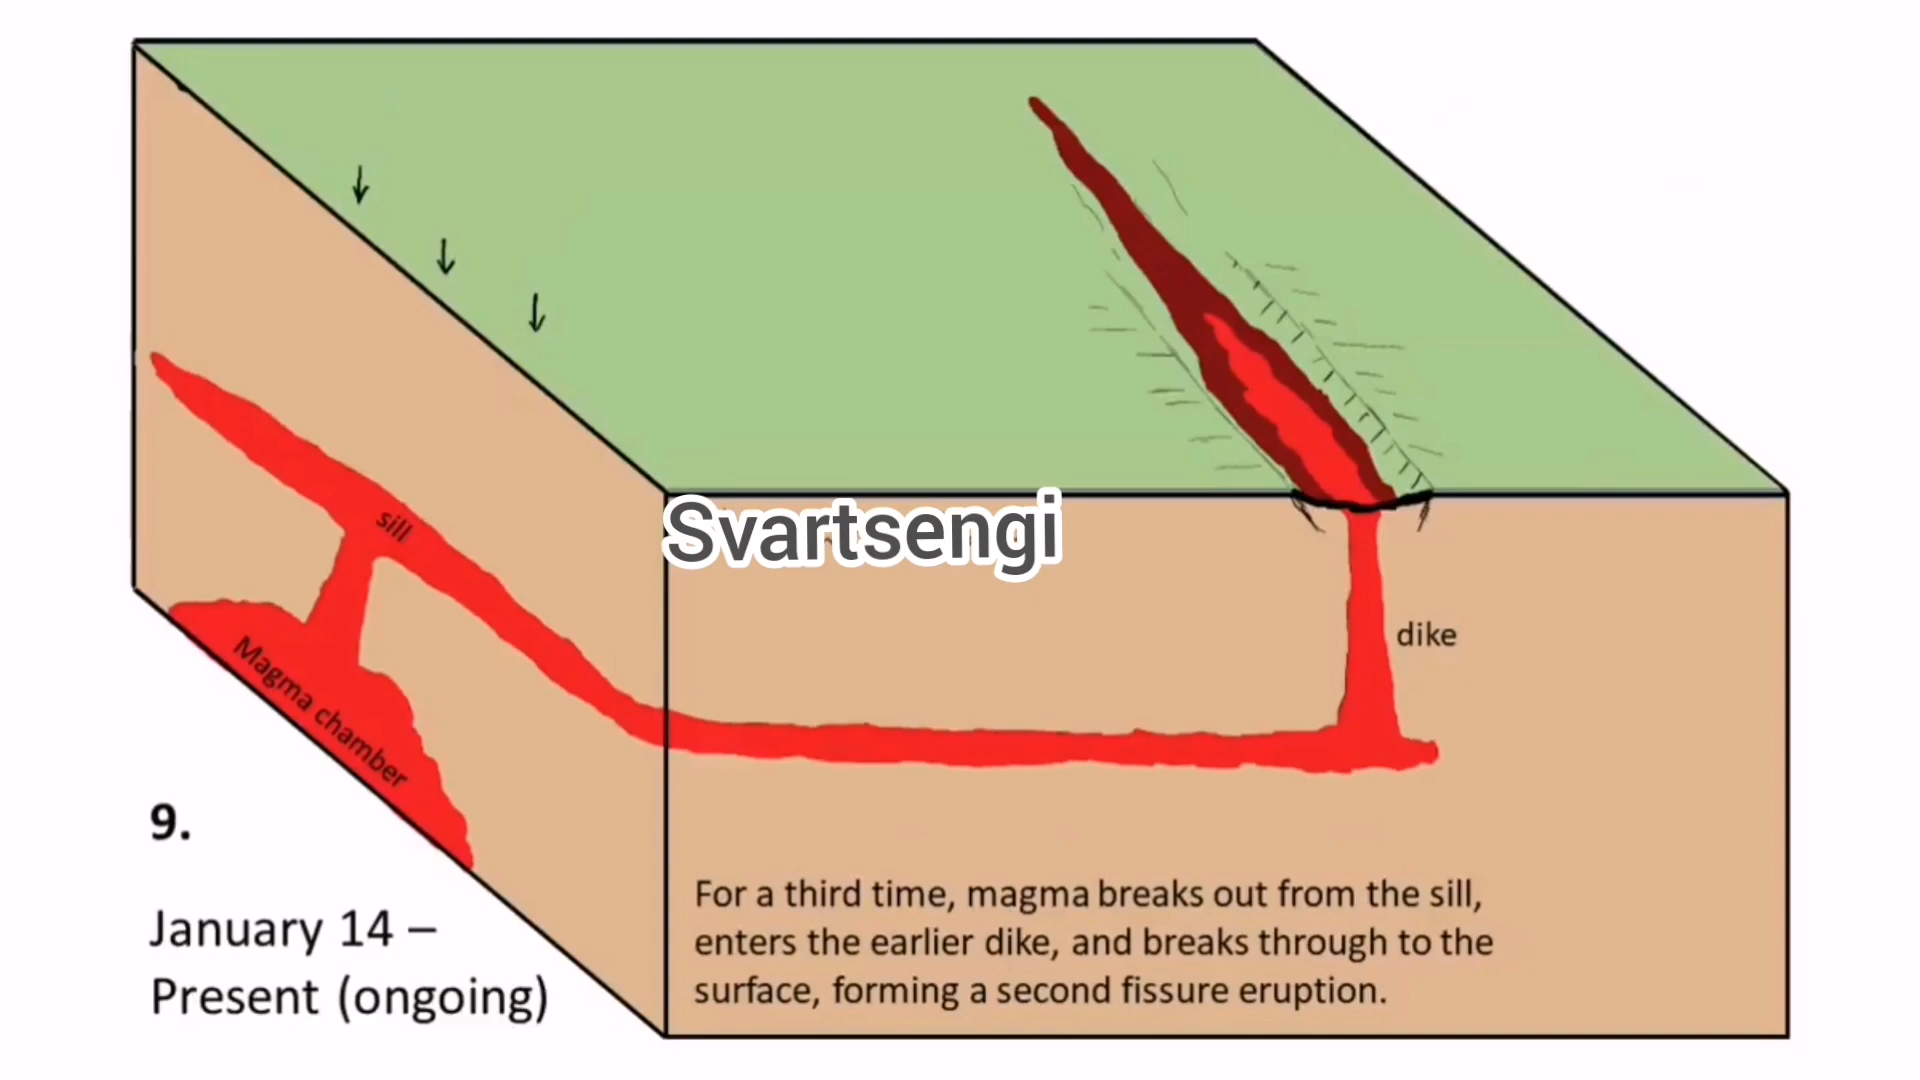 sill
Svartsengi
dike
Magma chamber
9.
January 14 –
Present (ongoing)
For a third time, magma breaks out from the sill,
enters the earlier dike, and breaks through to the
surface, forming a second fissure eruption.